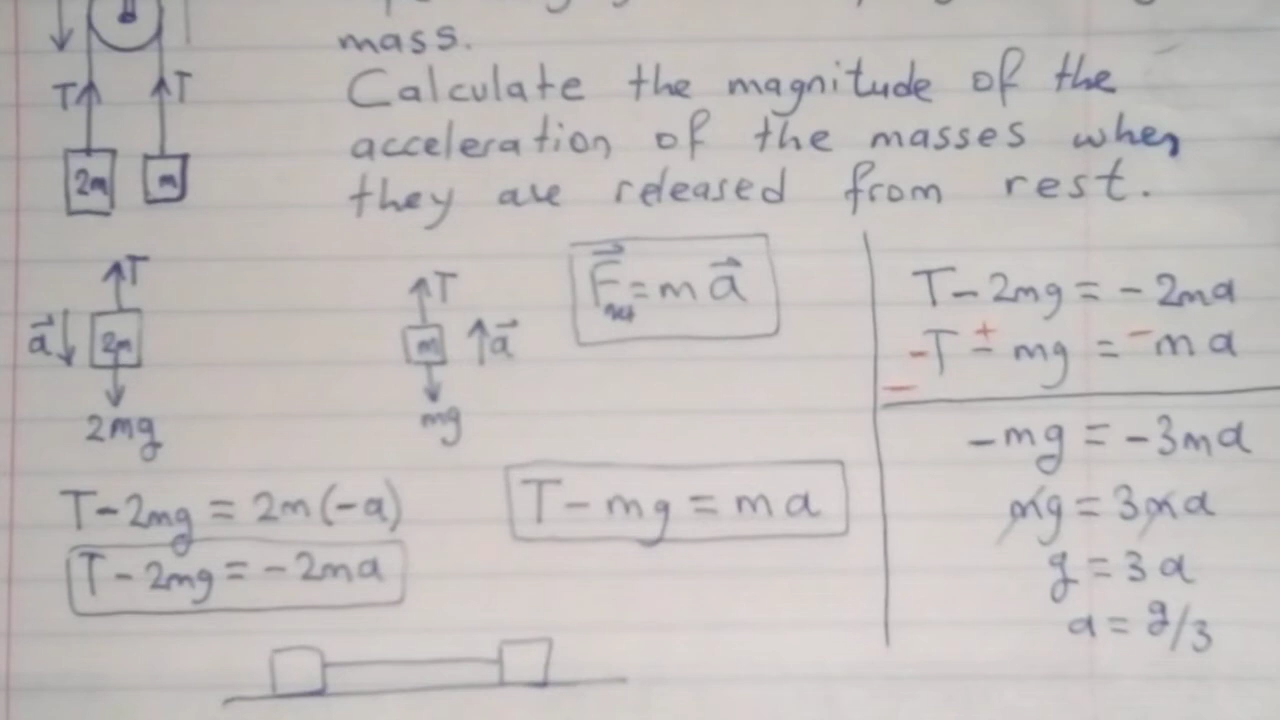 mass.
Calculate the magnitude of the
acceleration of the masses when
they are released from rest.
T T
2m m
T
a⃗ 2m
2mg
T
m a⃗
mg
F⃗net = m a⃗
T - 2mg = 2m(-a)
T - 2mg = - 2ma
T - mg = ma
T - 2mg = - 2ma
-T -+ mg = -ma
-mg = -3ma
mg = 3ma
g = 3a
a = g/3